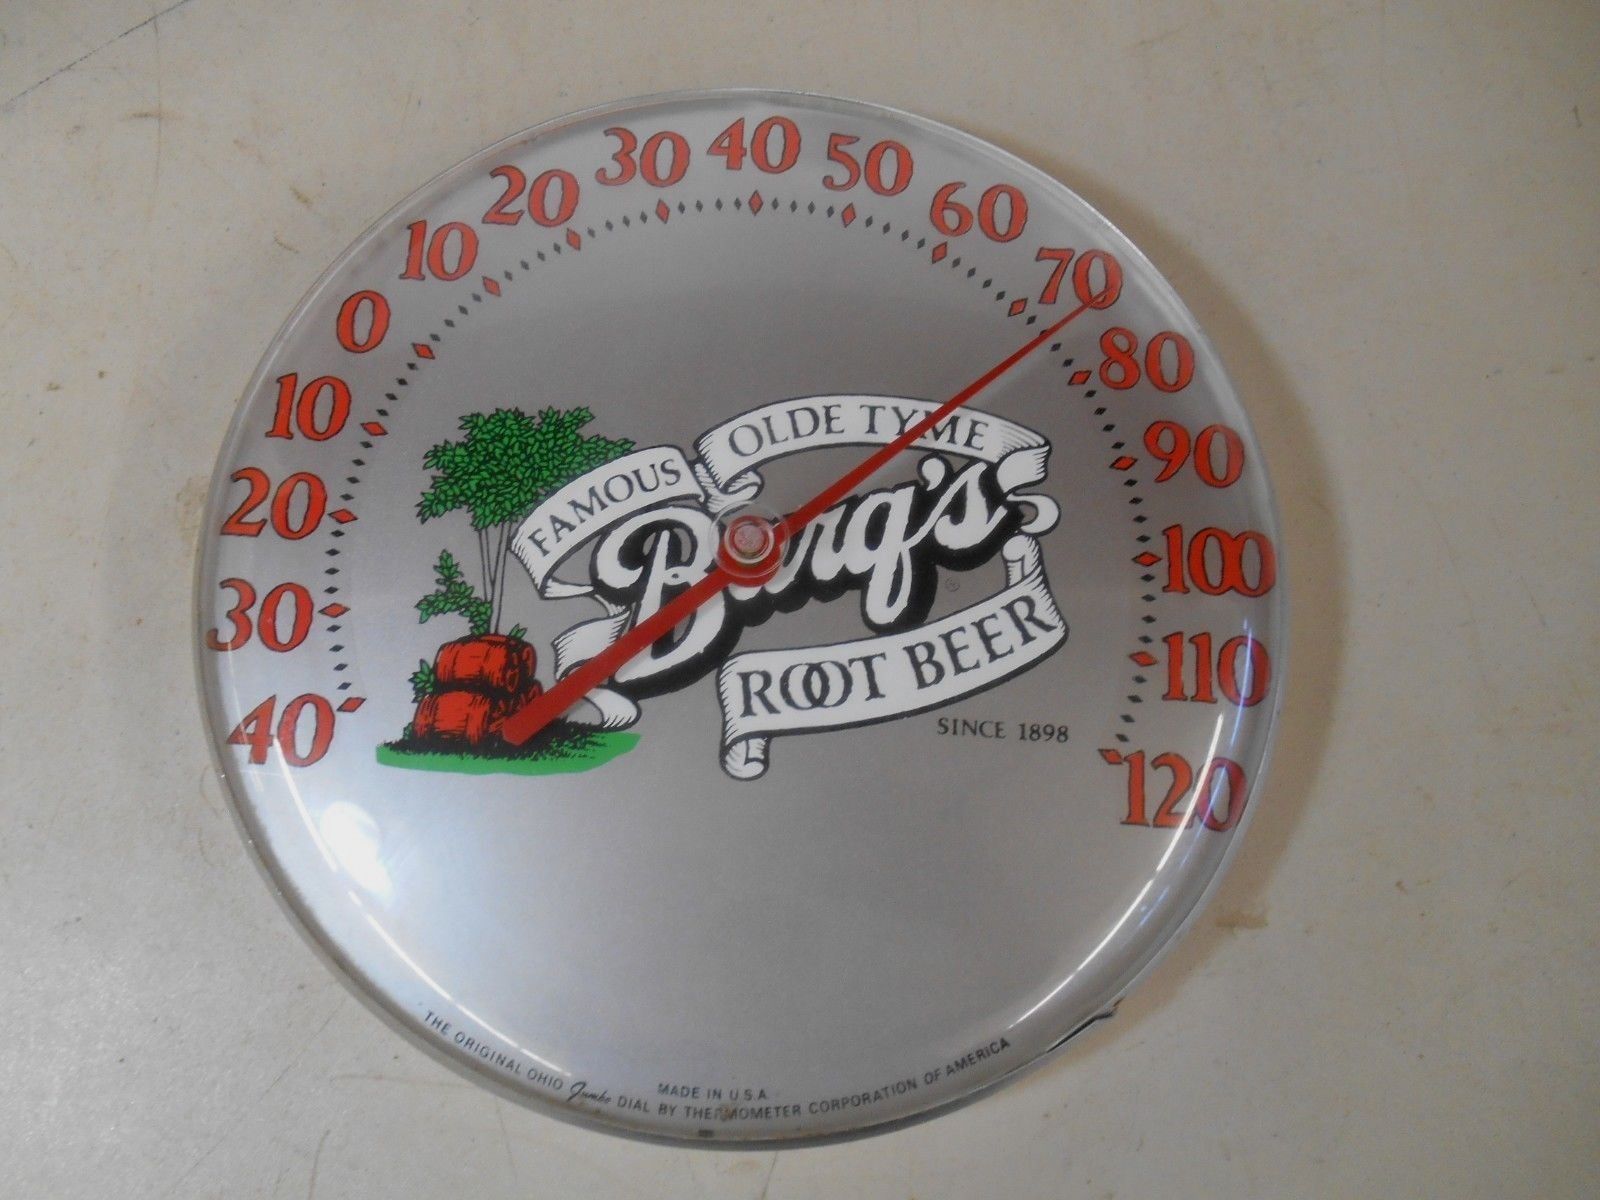 40
30
20
10
0
10
20
30
40
50
60
70
80
90
100
110
120
FAMOUS
OLDE TYME
Barq's
ROOT BEER
SINCE 1898
MADE IN U.S.A.
THE ORIGINAL OHIO Jumbo DIAL BY THERMOMETER CORPORATION OF AMERICA